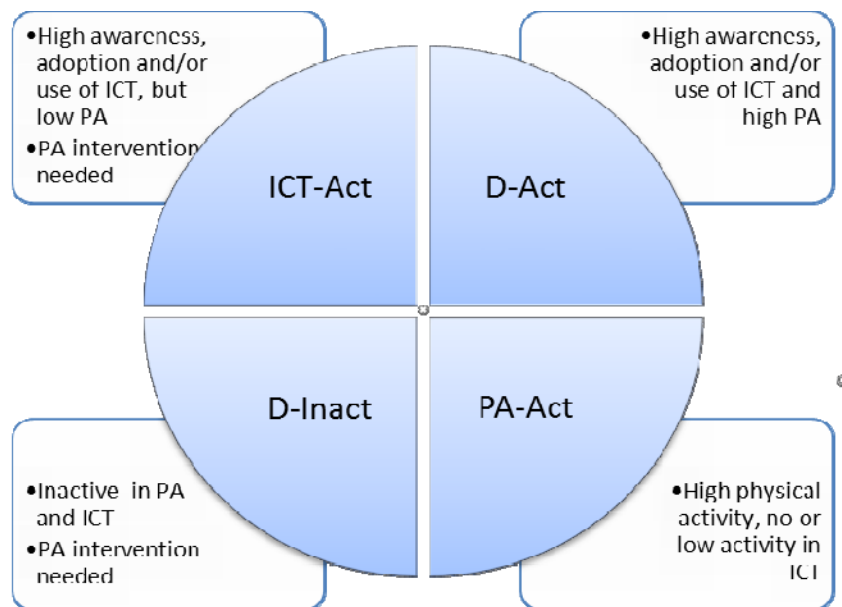 •High awareness,
adoption and/or
use of ICT, but
low PA
•PA intervention
needed
•High awareness,
adoption and/or
use of ICT and
high PA
ICT-Act
D-Act
D-Inact
PA-Act
•Inactive in PA
and ICT
•PA intervention
needed
•High physical
activity, no or
low activity in
ICT